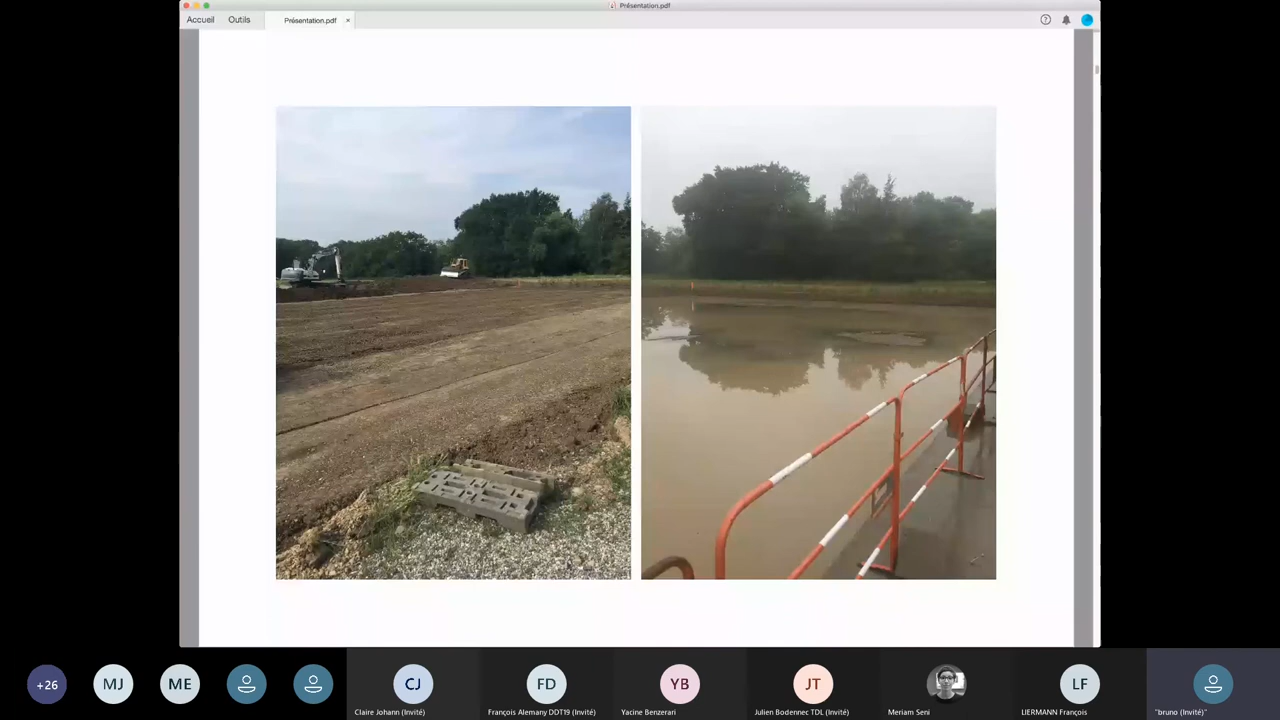 Présentation.pdf
Accueil
Outils
Présentation.pdf ×
+26
MJ
ME
CJ
FD
YB
JT
LF
Claire Johann (Invité)
François Alemany DDT19 (Invité)
Yacine Benzerari
Julien Bodennec TDL (Invité)
Meriam Seni
LIERMANN François
"bruno (Invité)"